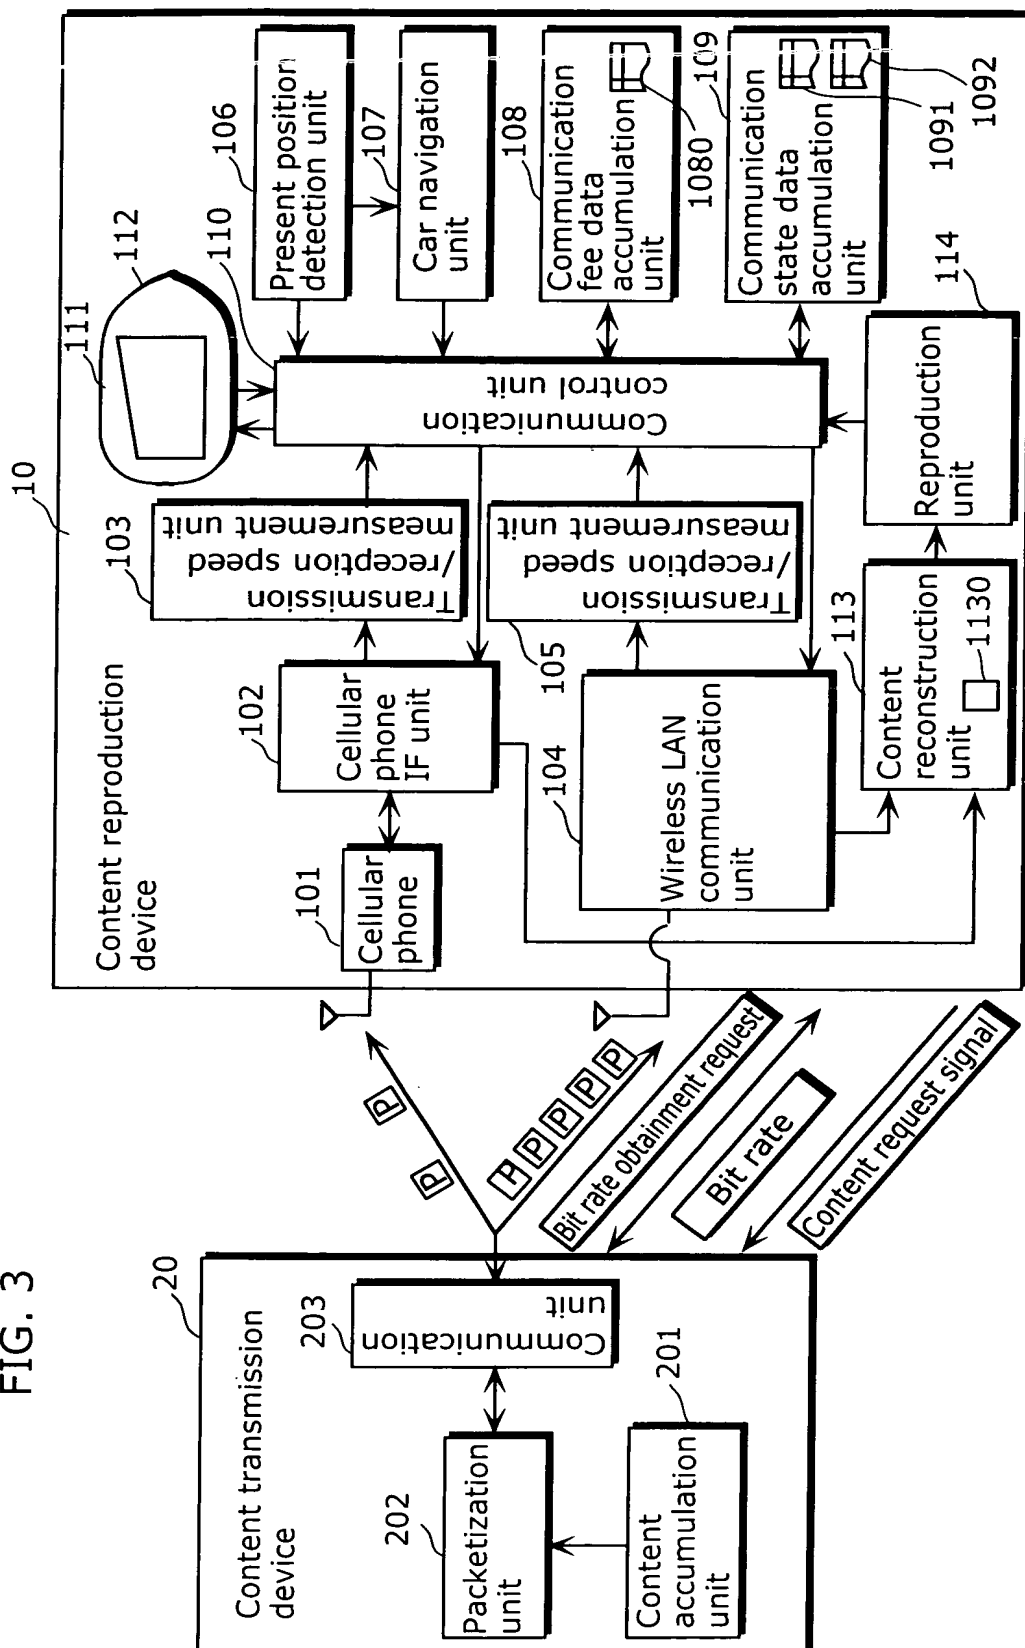 FIG. 3
20
Content transmission
device
203
Communication
unit
202
Packetization
unit
201
Content
accumulation
unit
P
P
P
P
P
P
P
Bit rate obtainment request
Bit rate
Content request signal
10
Content reproduction
device
101
Cellular
phone
102
Cellular
phone
IF unit
103
Transmission
/reception speed
measurement unit
104
Wireless LAN
communication
unit
105
Transmission
/reception speed
measurement unit
113
Content
reconstruction
unit
1130
114
Reproduction
unit
110
Communication
control unit
111
112
106
Present position
detection unit
107
Car navigation
unit
108
Communication
fee data
accumulation
unit
1080
109
Communication
state data
accumulation
unit
1091
1092